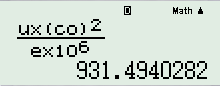 D Math ▲
ux(co)²
ex10⁶
931.4940282